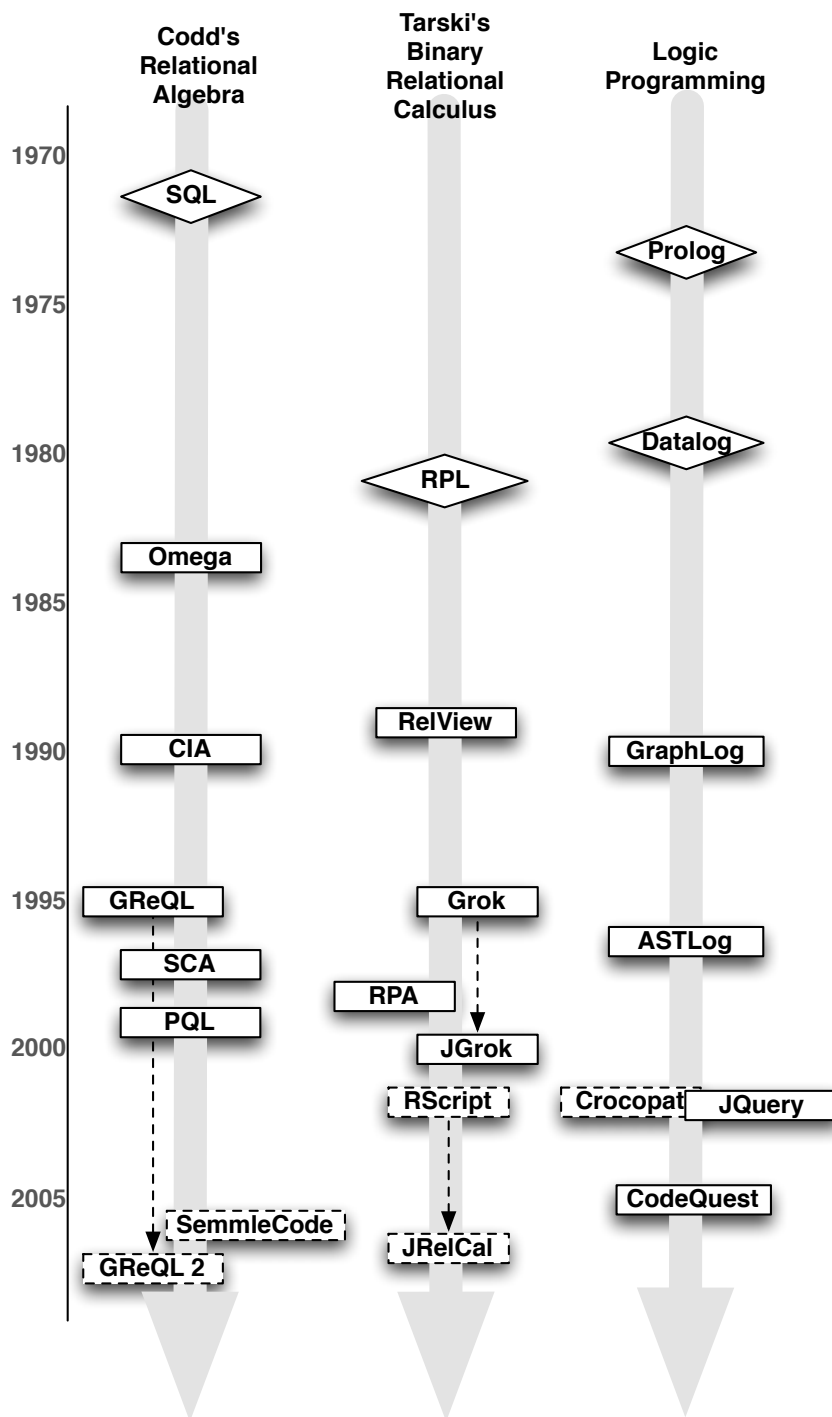 Codd's
Relational
Algebra
Tarski's
Binary
Relational
Calculus
Logic
Programming
1970
SQL
Prolog
1975
Datalog
1980
RPL
Omega
1985
RelView
CIA
1990
GraphLog
GReQL
1995
Grok
ASTLog
SCA
RPA
PQL
2000
JGrok
RScript
Crocopat
JQuery
2005
CodeQuest
SemmleCode
JRelCal
GReQL 2